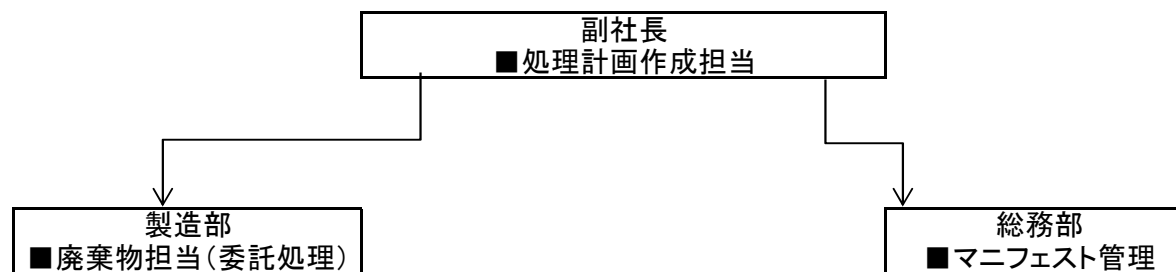 副社長
■処理計画作成担当
製造部
■廃棄物担当(委託処理)
総務部
■マニフェスト管理